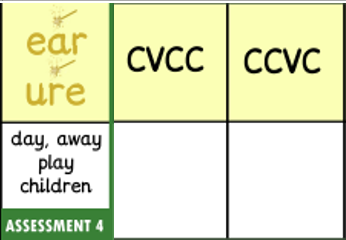 ear
ure
CVCC
CCVC
day, away
play
children
ASSESSMENT 4